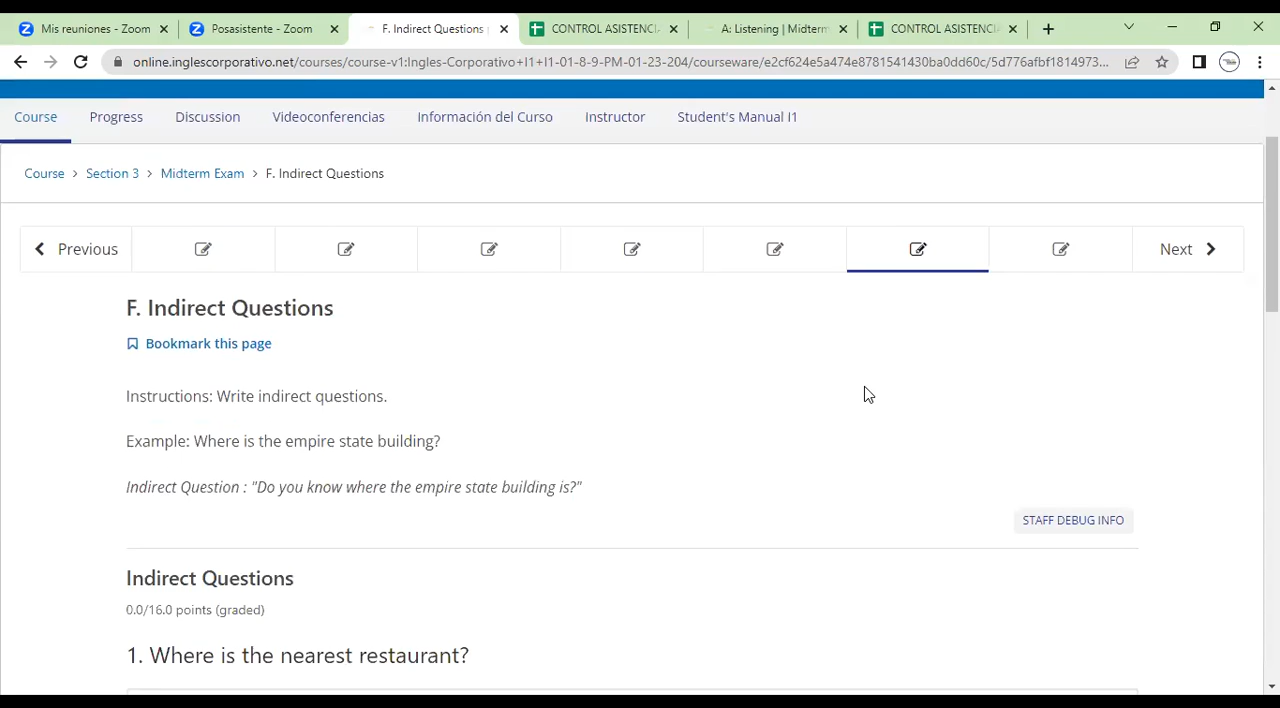 Mis reuniones - Zoom
Posasistente - Zoom
F. Indirect Questions
CONTROL ASISTENCI
A: Listening | Midterm
CONTROL ASISTENCI
online.inglescorporativo.net/courses/course-v1:Ingles-Corporativo+I1+I1-01-8-9-PM-01-23-204/courseware/e2cf624e5a474e8781541430ba0dd60c/5d776afbf1814973...
Course
Progress
Discussion
Videoconferencias
Información del Curso
Instructor
Student's Manual I1
Course > Section 3 > Midterm Exam > F. Indirect Questions
Previous
Next
F. Indirect Questions
Bookmark this page
Instructions: Write indirect questions.
Example: Where is the empire state building?
Indirect Question : "Do you know where the empire state building is?"
STAFF DEBUG INFO
Indirect Questions
0.0/16.0 points (graded)
1. Where is the nearest restaurant?